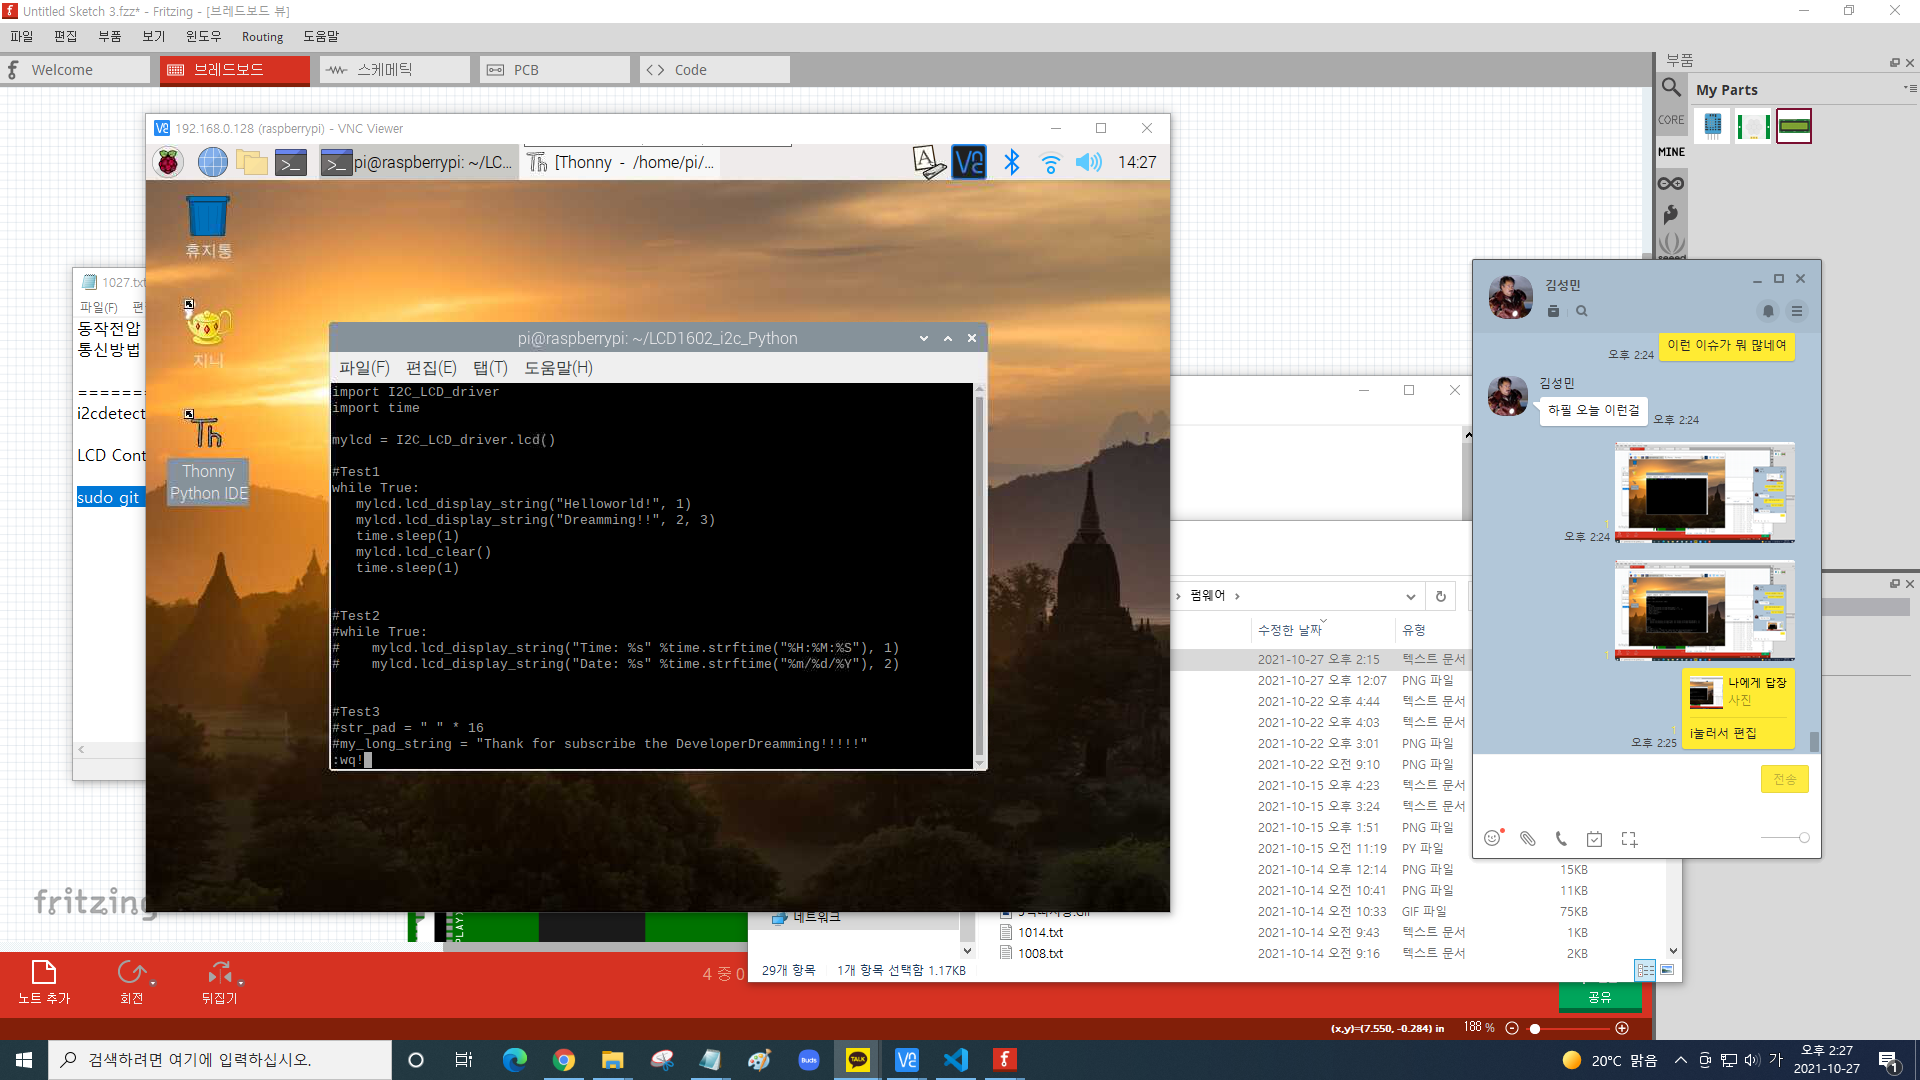 Untitled Sketch 3.fzz* - Fritzing - [브레드보드 뷰]
파일 편집 부품 보기 윈도우 Routing 도움말
Welcome 브레드보드 스케메틱 PCB Code
부품
My Parts
CORE
MINE
192.168.0.128 (raspberrypi) - VNC Viewer
pi@raspberrypi: ~/LC... [Thonny - /home/pi/... 14:27
휴지통
지니
Thonny
Python IDE
1027.txt
파일(F) 편
동작전압
통신방법
=======
i2cdetect
LCD Cont
sudo git
pi@raspberrypi: ~/LCD1602_i2c_Python
파일(F) 편집(E) 탭(T) 도움말(H)
import I2C_LCD_driver
import time
mylcd = I2C_LCD_driver.lcd()
#Test1
while True:
mylcd.lcd_display_string("Helloworld!", 1)
mylcd.lcd_display_string("Dreamming!!", 2, 3)
time.sleep(1)
mylcd.lcd_clear()
time.sleep(1)
#Test2
#while True:
# mylcd.lcd_display_string("Time: %s" %time.strftime("%H:%M:%S"), 1)
# mylcd.lcd_display_string("Date: %s" %time.strftime("%m/%d/%Y"), 2)
#Test3
#str_pad = " " * 16
#my_long_string = "Thank for subscribe the DeveloperDreamming!!!!!"
:wq!
김성민
이런 이슈가 뭐 많네여
오후 2:24
김성민
하필 오늘 이런걸
오후 2:24
1
오후 2:24
1
나에게 답장
사진
i눌러서 편집
1
오후 2:25
전송
› 펌웨어 ›
수정한 날짜 유형
2021-10-27 오후 2:15 텍스트 문서
2021-10-27 오후 12:07 PNG 파일
2021-10-22 오후 4:44 텍스트 문서
2021-10-22 오후 4:03 텍스트 문서
2021-10-22 오후 3:01 PNG 파일
2021-10-22 오전 9:10 PNG 파일
2021-10-15 오후 4:23 텍스트 문서
2021-10-15 오후 3:24 텍스트 문서
2021-10-15 오후 1:51 PNG 파일
2021-10-15 오전 11:19 PY 파일
2021-10-14 오후 12:14 PNG 파일 15KB
2021-10-14 오전 10:41 PNG 파일 11KB
2021-10-14 오전 10:33 GIF 파일 75KB
1014.txt 2021-10-14 오전 9:43 텍스트 문서 1KB
1008.txt 2021-10-14 오전 9:16 텍스트 문서 2KB
네트워크
29개 항목 1개 항목 선택함 1.17KB
fritzing
노트 추가 회전 뒤집기
4 중 0
공유
(x,y)=(7.550, -0.284) in 188 %
검색하려면 여기에 입력하십시오.
Buds
TALK
20°C 맑음
가
오후 2:27
2021-10-27
1